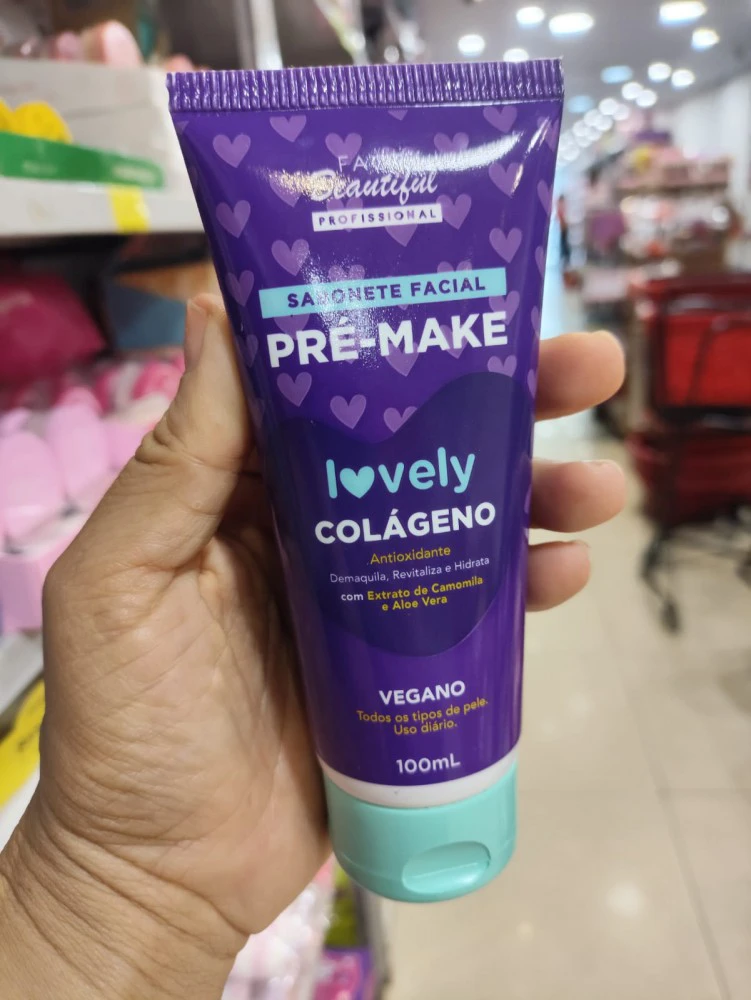 Beautiful
PROFISSIONAL
SABONETE FACIAL
PRÉ-MAKE
lovely
COLÁGENO
Antioxidante
Demaquila, Revitaliza e Hidrata
com Extrato de Camomila
e Aloe Vera
VEGANO
Todos os tipos de pele.
Uso diário.
100mL